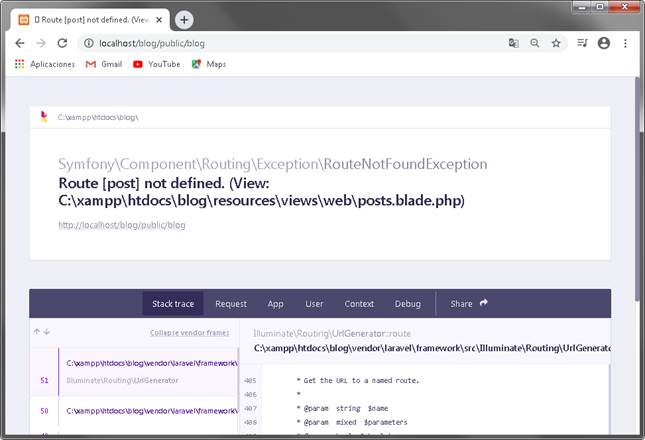 Route [post] not defined. (View
localhost/blog/public/blog
Aplicaciones Gmail YouTube Maps
C:\xampp\htdocs\blog\
Symfony\Component\Routing\Exception\RouteNotFoundException
Route [post] not defined. (View:
C:\xampp\htdocs\blog\resources\views\web\posts.blade.php)
http://localhost/blog/public/blog
Stack trace Request App User Context Debug Share
Collapse vendor frames
Illuminate\Routing\UrlGenerator::route
C:\xampp\htdocs\blog\vendor\laravel\framework\src\Illuminate\Routing\UrlGenerato
C:\xampp\htdocs\blog\vendor\laravel\framework\
51 Illuminate\Routing\UrlGenerator
50 C:\xampp\htdocs\blog\vendor\laravel\framework\
405 * Get the URL to a named route.
406 *
407 * @param string $name
408 * @param mixed $parameters